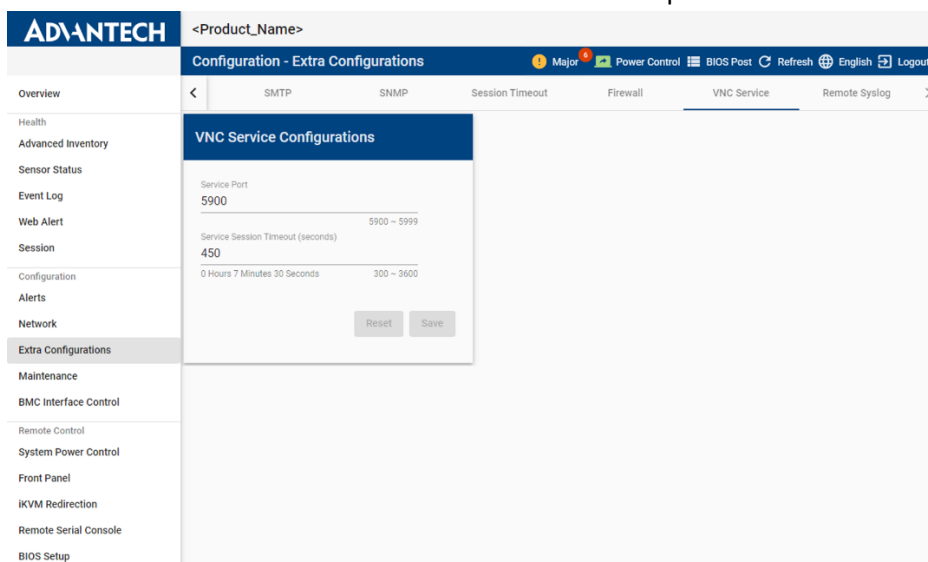 ADVANTECH
<Product_Name>
Configuration - Extra Configurations
Major 6 Power Control BIOS Post Refresh English Logout
SMTP SNMP Session Timeout Firewall VNC Service Remote Syslog
Overview
Health
Advanced Inventory
Sensor Status
Event Log
Web Alert
Session
Configuration
Alerts
Network
Extra Configurations
Maintenance
BMC Interface Control
Remote Control
System Power Control
Front Panel
iKVM Redirection
Remote Serial Console
BIOS Setup
VNC Service Configurations
Service Port
5900
5900 ~ 5999
Service Session Timeout (seconds)
450
0 Hours 7 Minutes 30 Seconds 300 ~ 3600
Reset Save